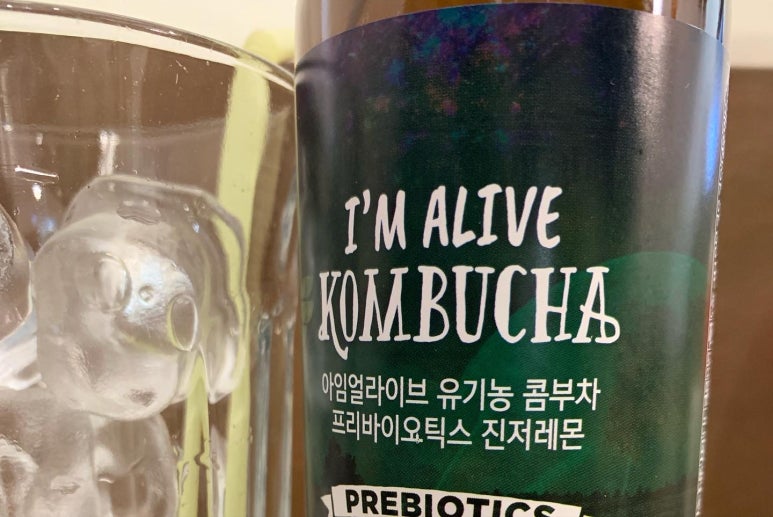 I'M ALIVE
KOMBUCHA
아임얼라이브 유기농 콤부차
프리바이오틱스 진저레몬
PREBIOTICS